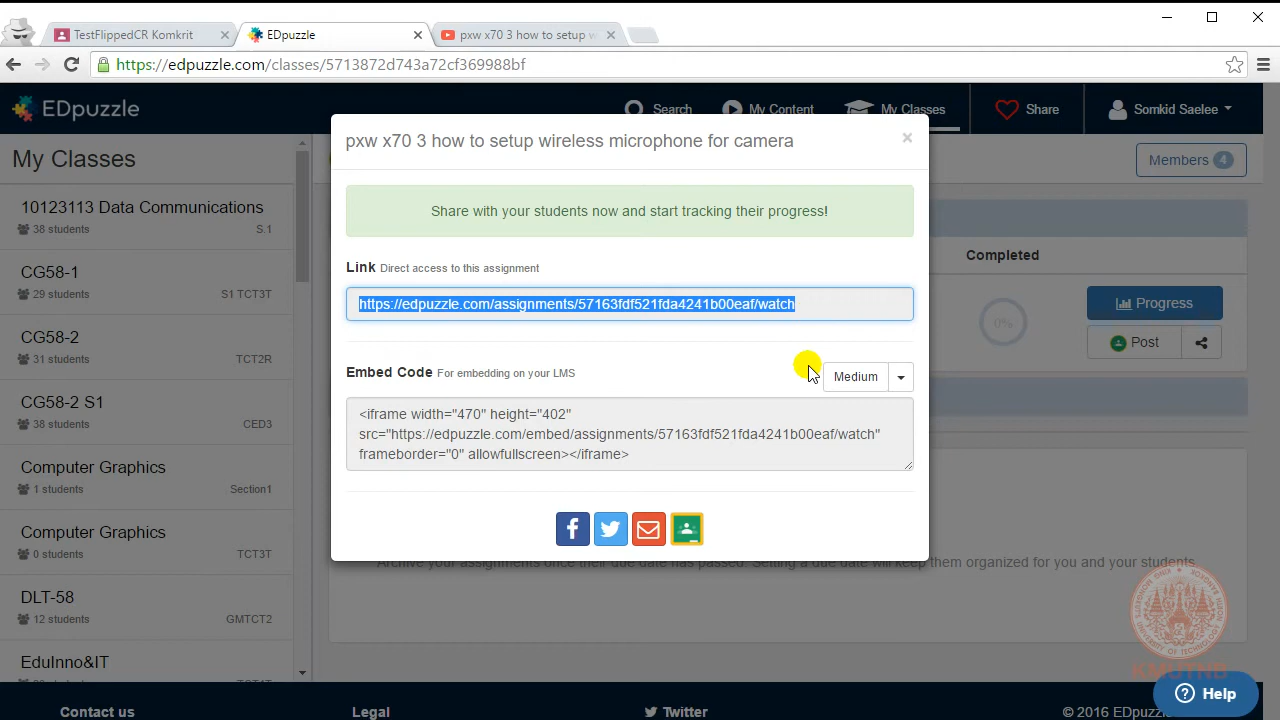 TestFlippedCR Komkrit
EDpuzzle
pxw x70 3 how to setup w
https://edpuzzle.com/classes/5713872d743a72cf369988bf
EDpuzzle
Search
My Content
My Classes
Share
Somkid Saelee
My Classes
10123113 Data Communications
38 students
S.1
CG58-1
29 students
S1 TCT3T
CG58-2
31 students
TCT2R
CG58-2 S1
38 students
CED3
Computer Graphics
1 students
Section1
Computer Graphics
0 students
TCT3T
DLT-58
12 students
GMTCT2
EduInno&IT
pxw x70 3 how to setup wireless microphone for camera
×
Share with your students now and start tracking their progress!
Link Direct access to this assignment
https://edpuzzle.com/assignments/57163fdf521fda4241b00eaf/watch
Embed Code For embedding on your LMS
Medium
<iframe width="470" height="402"
src="https://edpuzzle.com/embed/assignments/57163fdf521fda4241b00eaf/watch"
frameborder="0" allowfullscreen></iframe>
Members 4
Completed
0%
Progress
Post
Archive your assignments once their due date has passed. Setting a due date will keep them organized for you and your students.
KMUTNB
Help
Contact us
Legal
Twitter
© 2016 EDpuzzle